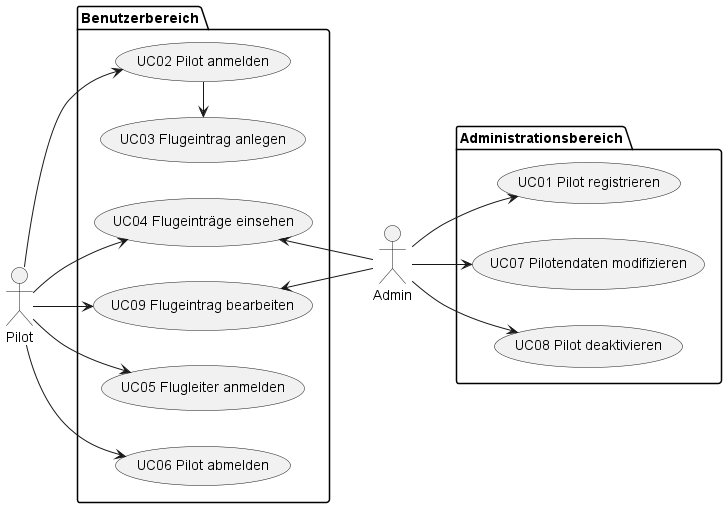 Benutzerbereich
UC02 Pilot anmelden
UC03 Flugeintrag anlegen
UC04 Flugeinträge einsehen
UC09 Flugeintrag bearbeiten
UC05 Flugleiter anmelden
UC06 Pilot abmelden
Pilot
Admin
Administrationsbereich
UC01 Pilot registrieren
UC07 Pilotendaten modifizieren
UC08 Pilot deaktivieren